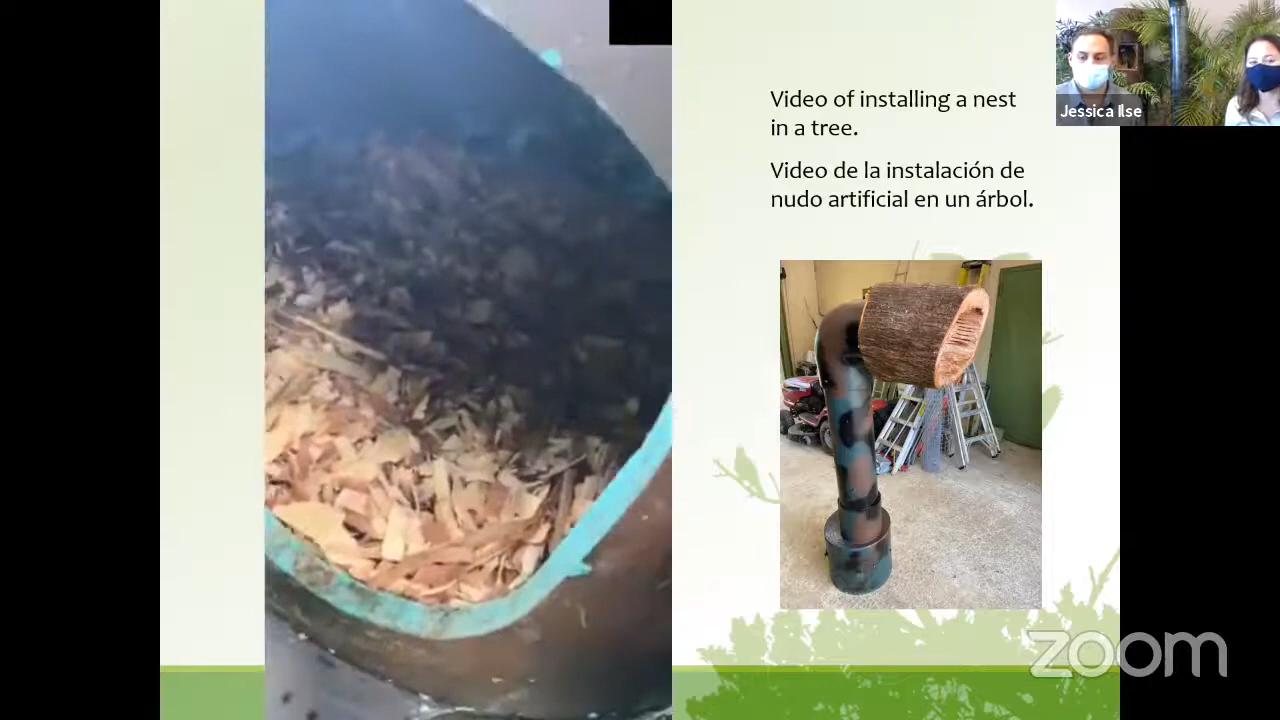 Video of installing a nest
in a tree.
Video de la instalación de
nudo artificial en un árbol.
Jessica Ilse
zoom